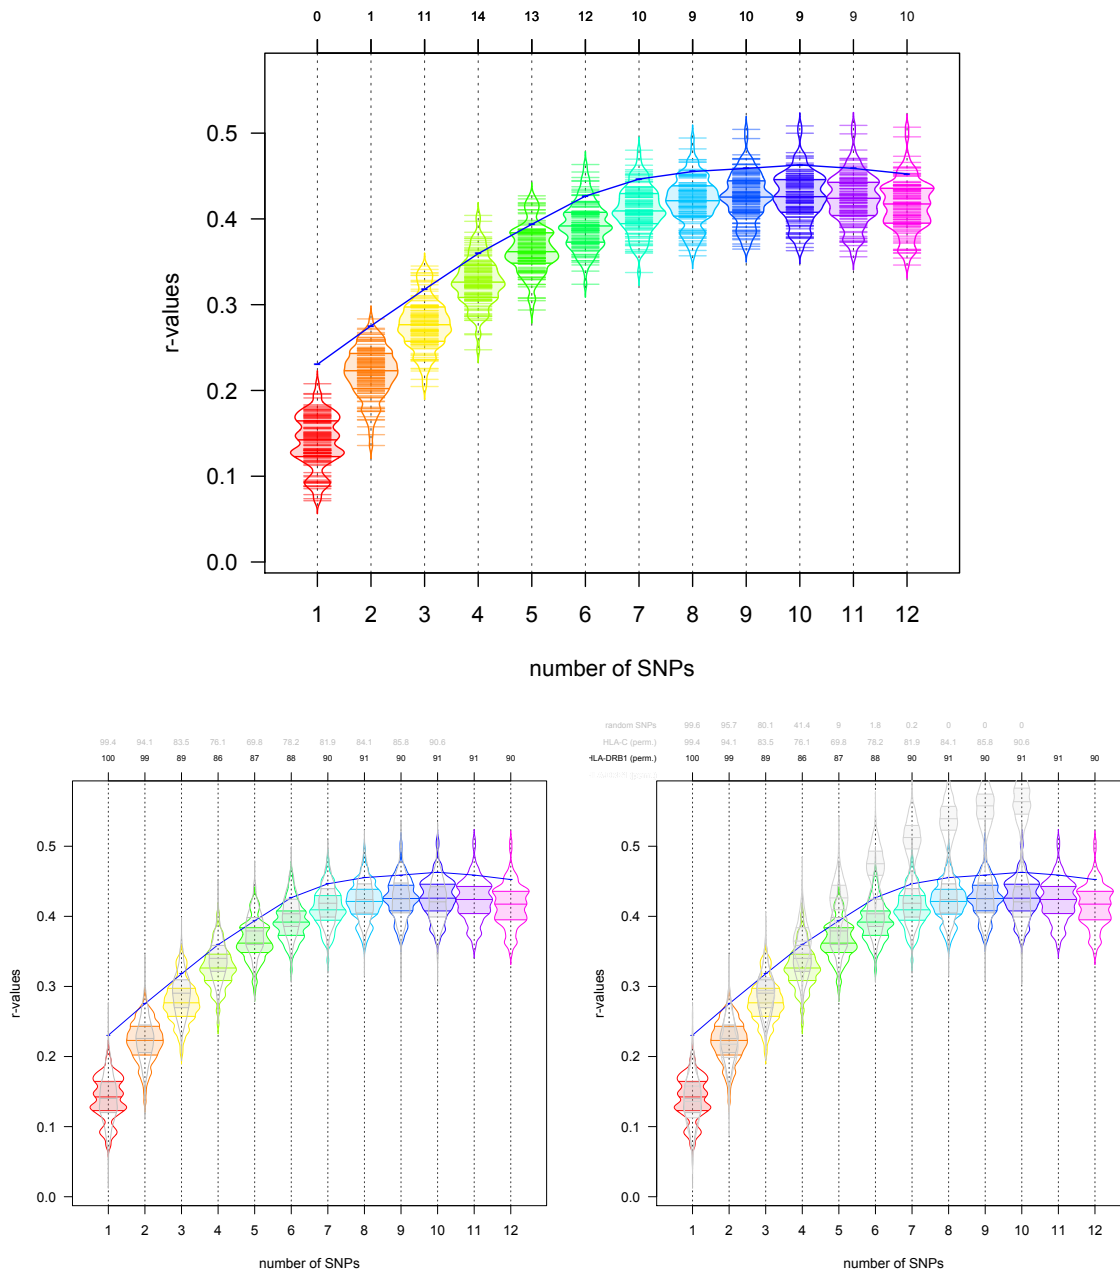 0 1 11 14 13 12 10 9 10 9 9 10
0.5
0.4
0.3
0.2
0.1
0.0
r-values
1 2 3 4 5 6 7 8 9 10 11 12
number of SNPs
99.4 94.1 83.5 76.1 69.8 78.2 81.9 84.1 85.8 90.6
100 99 89 86 87 88 90 91 90 91 91 90
0.5
0.4
0.3
0.2
0.1
0.0
r-values
1 2 3 4 5 6 7 8 9 10 11 12
number of SNPs
random SNPs 99.6 95.7 80.1 41.4 9 1.8 0.2 0 0 0
HLA-C (perm.) 99.4 94.1 83.5 76.1 69.8 78.2 81.9 84.1 85.8 90.6
HLA-DRB1 (perm.) 100 99 89 86 87 88 90 91 90 91 91 90
0.5
0.4
0.3
0.2
0.1
0.0
r-values
1 2 3 4 5 6 7 8 9 10 11 12
number of SNPs